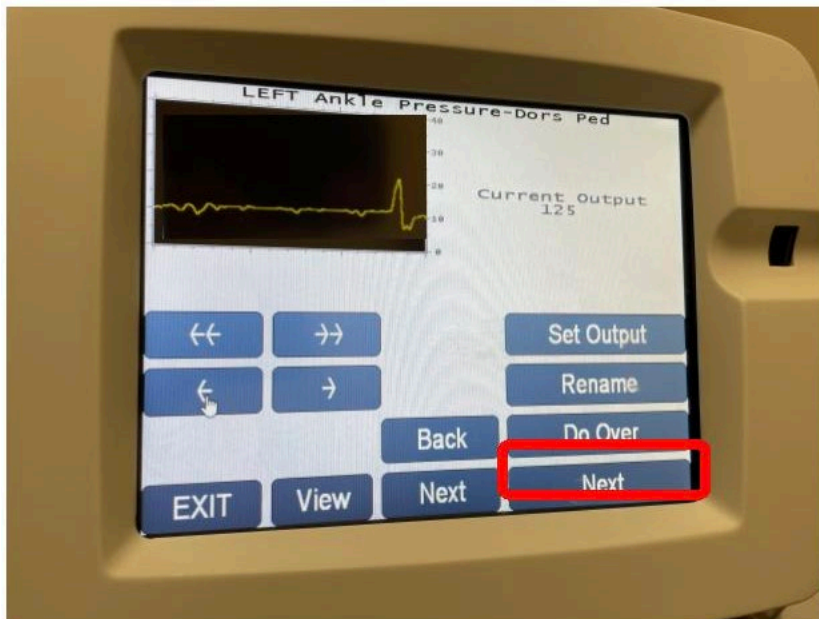 LEFT Ankle Pressure-Dors Ped
40
30
20
10
0
Current Output
125
<< >> Set Output
< > Rename
Back Do Over
EXIT View Next Next